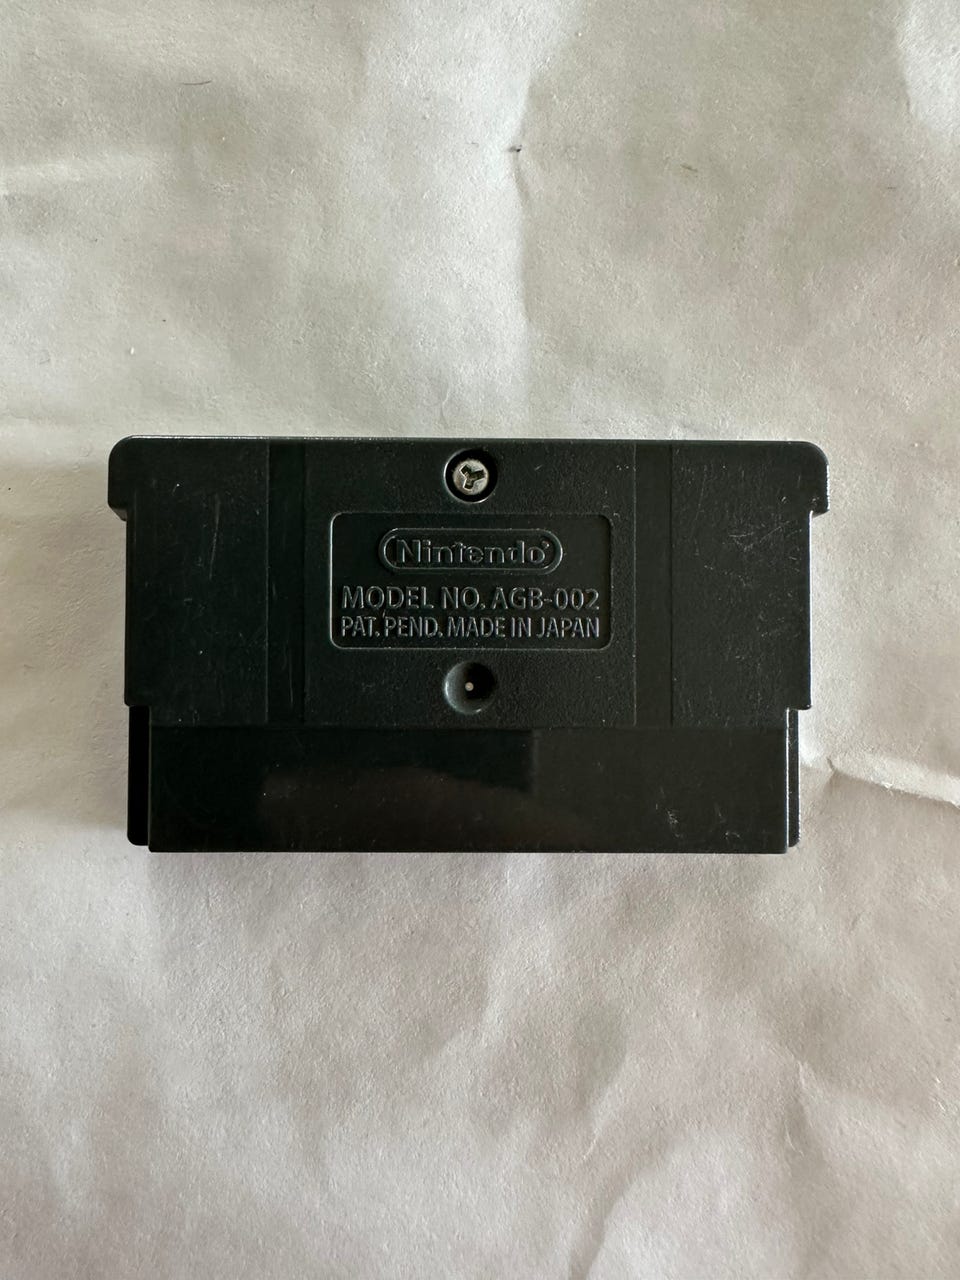 Nintendo
MODEL NO. AGB-002
PAT. PEND. MADE IN JAPAN